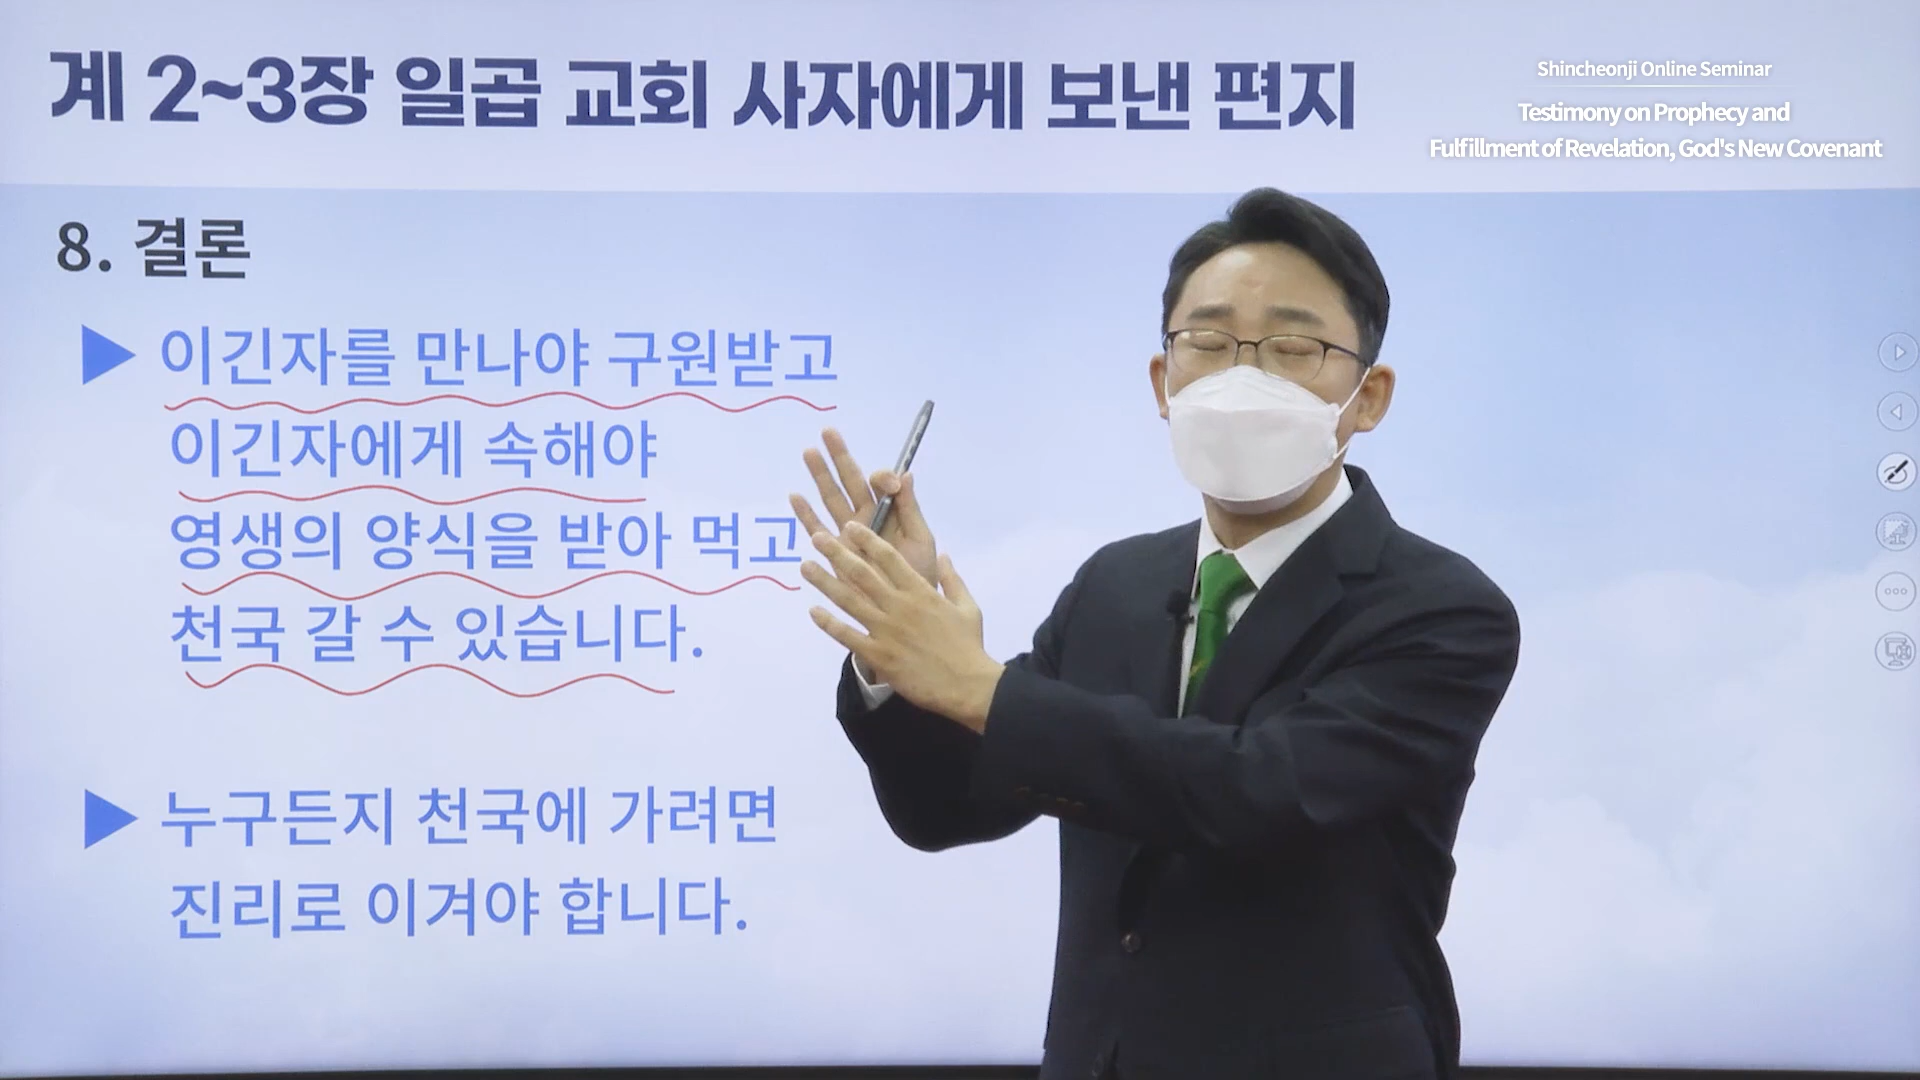 계 2~3장 일곱 교회 사자에게 보낸 편지
Shincheonji Online Seminar
Testimony on Prophecy and
Fulfillment of Revelation, God's New Covenant
8. 결론
▶ 이긴자를 만나야 구원받고
이긴자에게 속해야
영생의 양식을 받아 먹고
천국 갈 수 있습니다.
▶ 누구든지 천국에 가려면
진리로 이겨야 합니다.